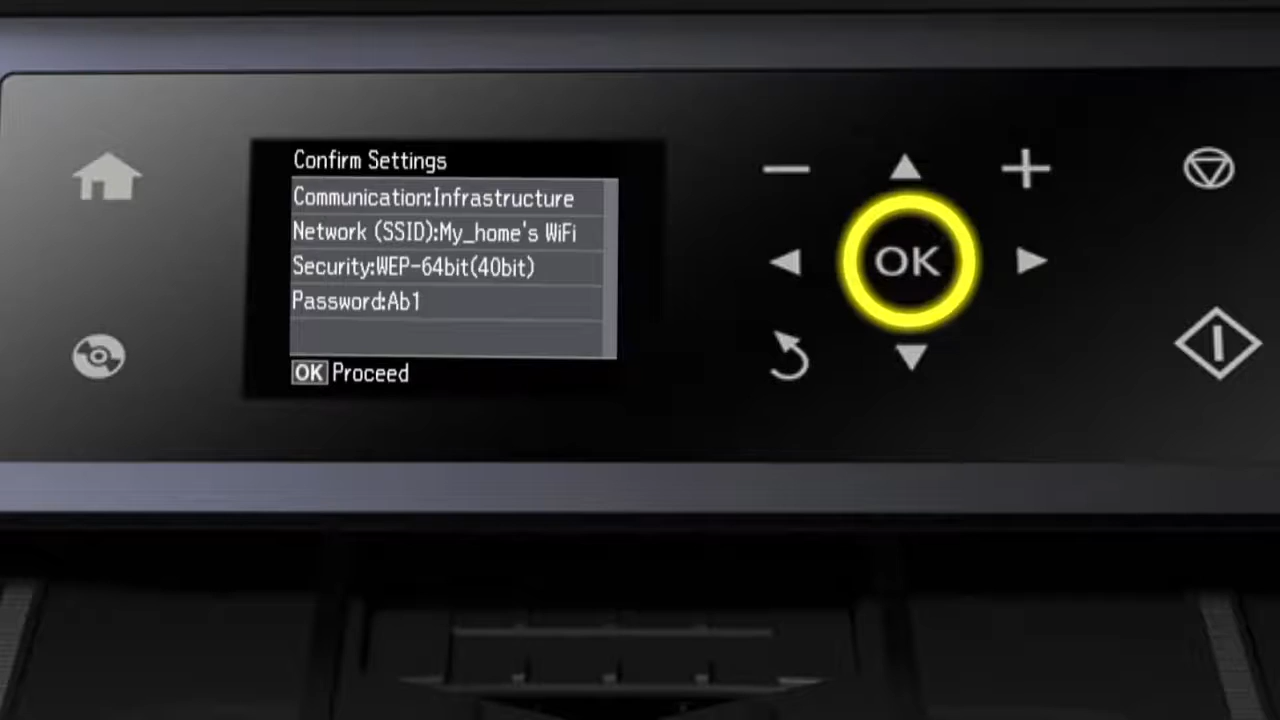 Confirm Settings
Communication:Infrastructure
Network (SSID):My_home's WiFi
Security:WEP-64bit(40bit)
Password:Ab1
OK Proceed
OK